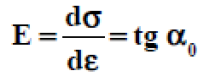 E = dσ/dε = tg α₀